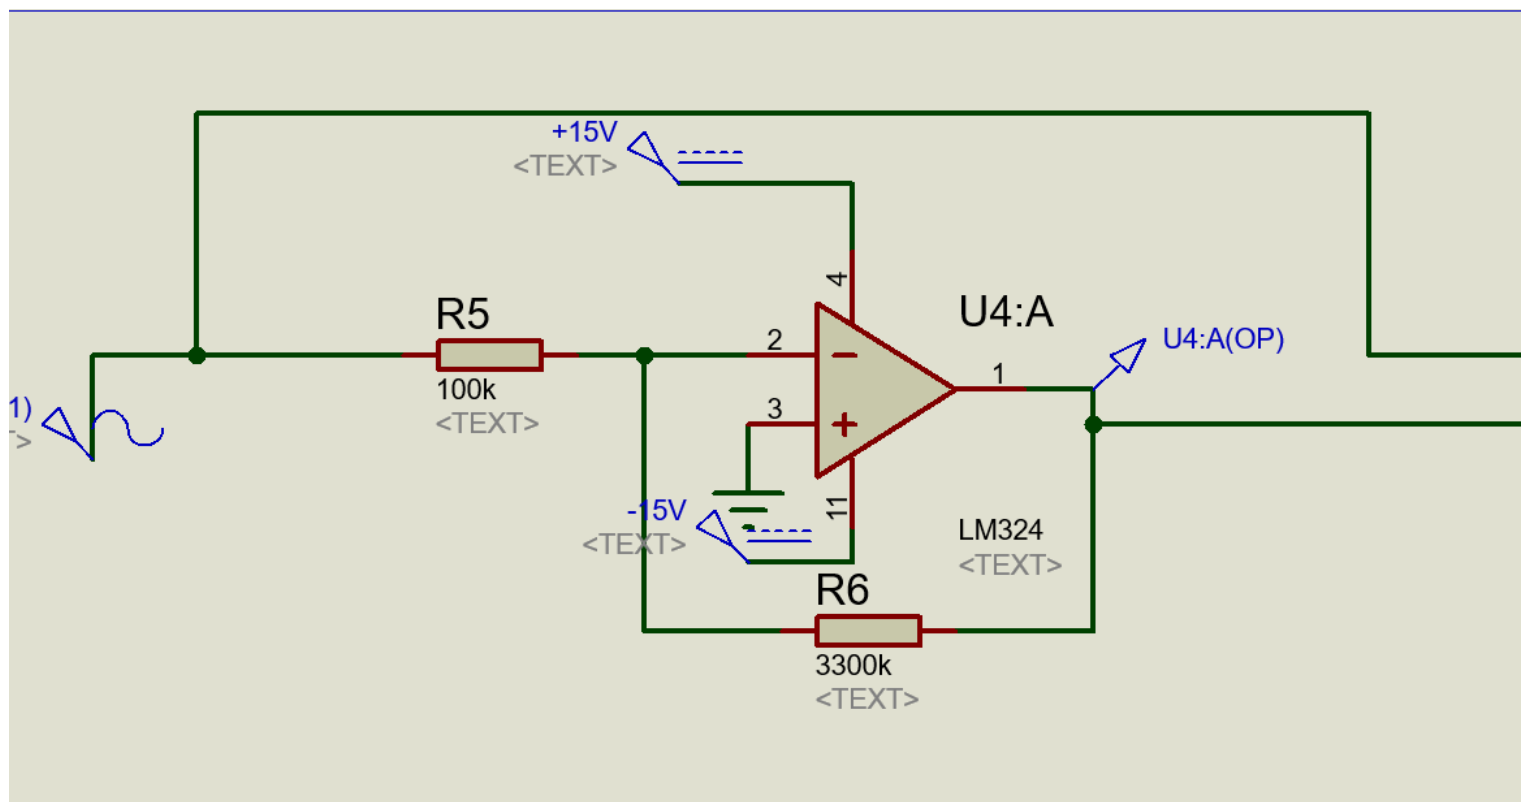 +15V
<TEXT>
4
U4:A
R5
2
U4:A(OP)
1
100k
<TEXT>
3
1)
T>
-15V
<TEXT>
11
LM324
<TEXT>
R6
3300k
<TEXT>